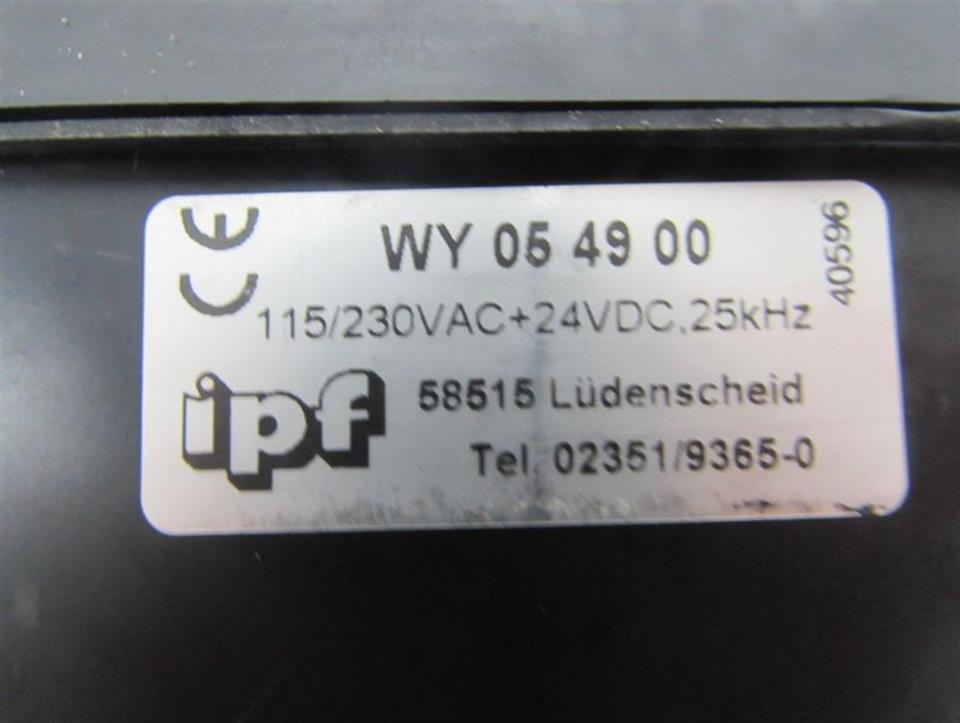 CE
WY 05 49 00
40596
115/230VAC+24VDC,25kHz
ipf
58515 Lüdenscheid
Tel. 02351/9365-0